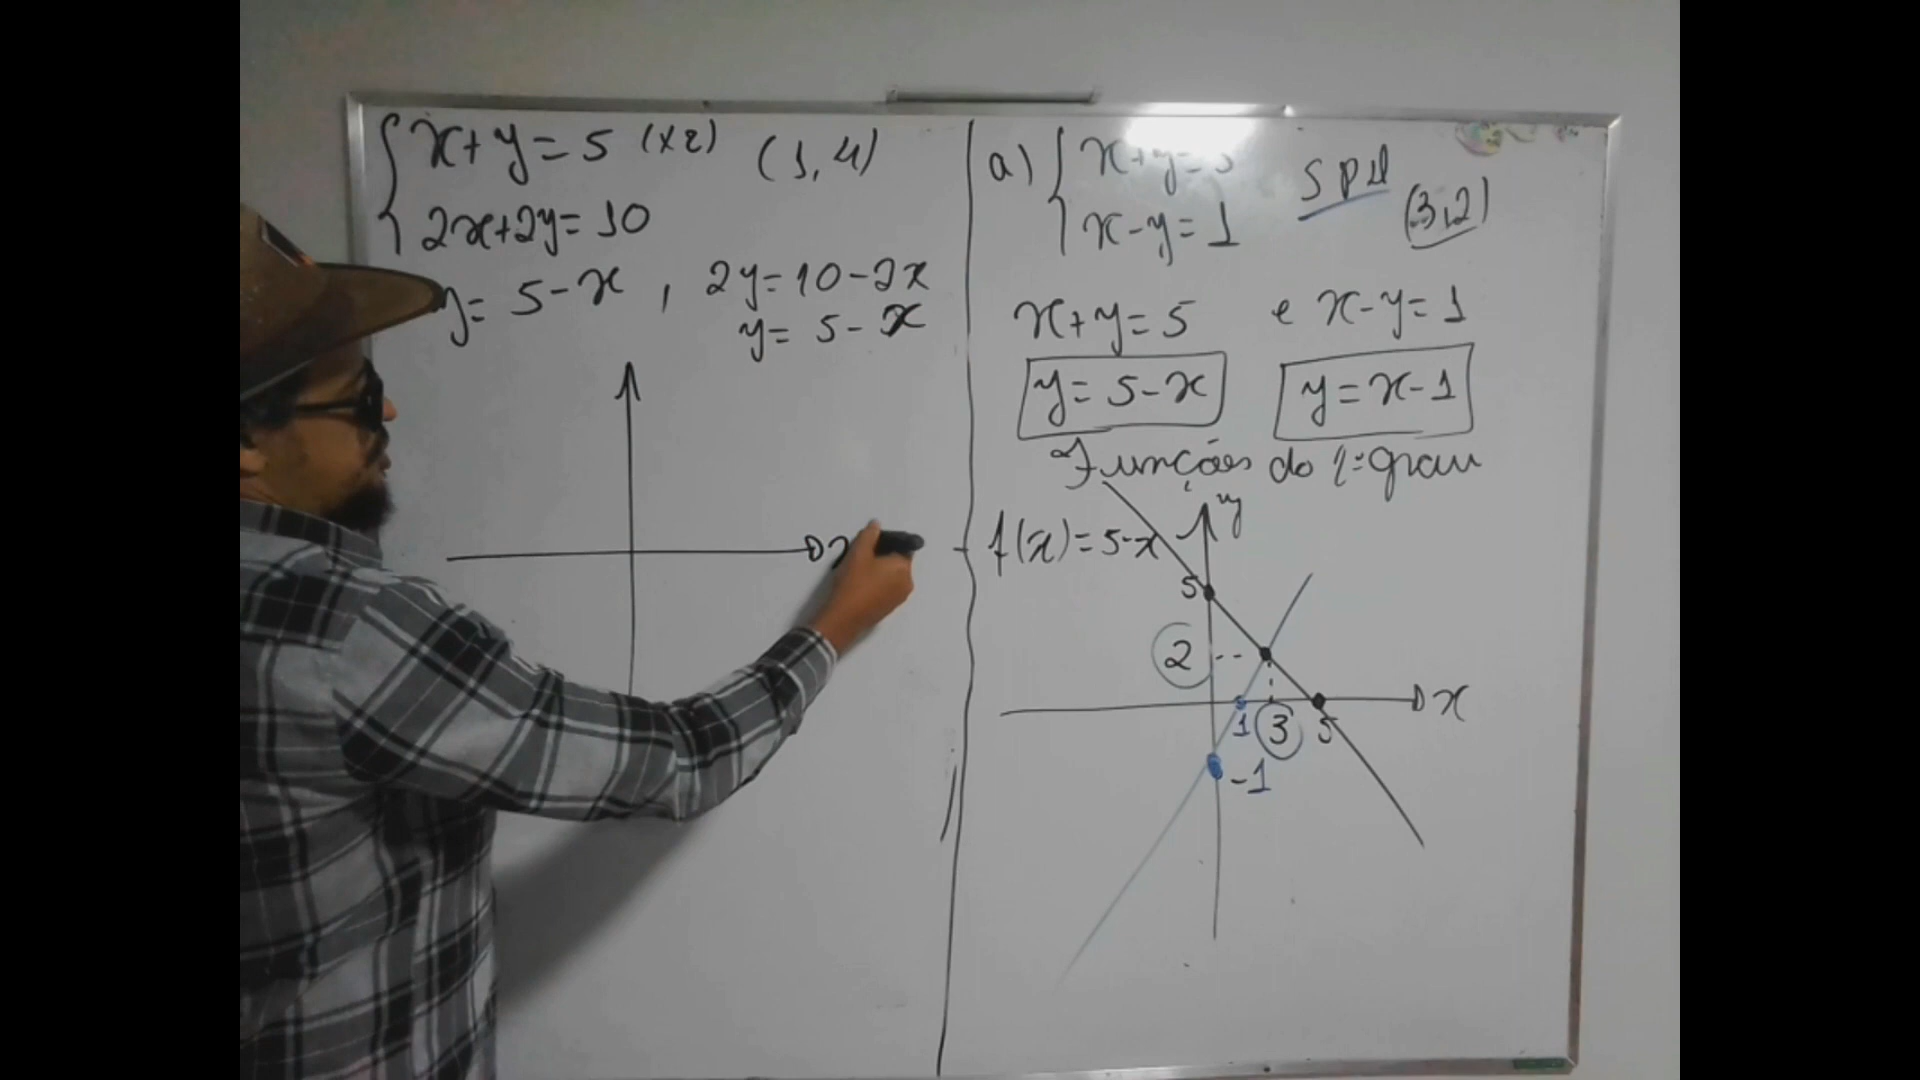 x+y=5 (x2) (1,4)
2x+2y=10
y=5-x, 2y=10-2x
y=5-x
x
a) x+y=5 SPD
x-y=1 (3,2)
x+y=5 e x-y=1
y=5-x y=x-1
Funções do 1º grau
y
f(x)=5-x
5
2
x
1 3 5
-1